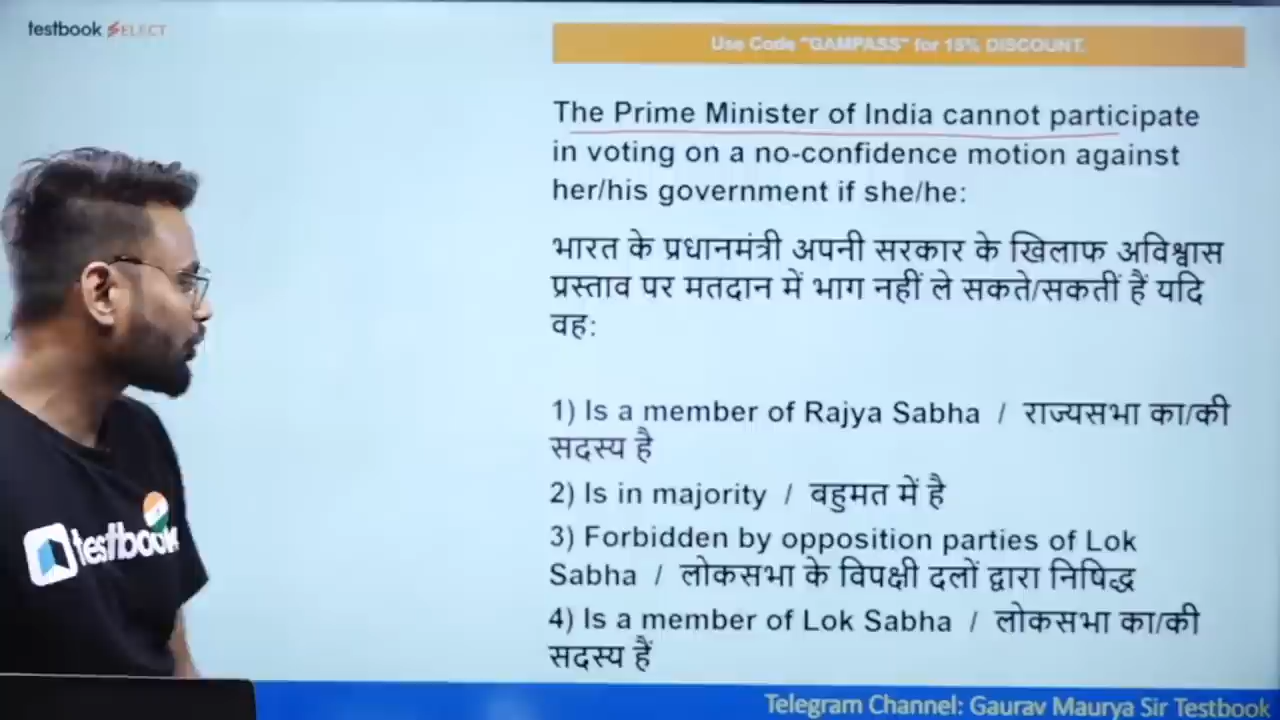 testbook SELECT
Use Code "GAMPASS" for 15% DISCOUNT.
The Prime Minister of India cannot participate
in voting on a no-confidence motion against
her/his government if she/he:
भारत के प्रधानमंत्री अपनी सरकार के खिलाफ अविश्वास
प्रस्ताव पर मतदान में भाग नहीं ले सकते/सकतीं हैं यदि
वह:
1) Is a member of Rajya Sabha / राज्यसभा का/की
सदस्य है
2) Is in majority / बहुमत में है
3) Forbidden by opposition parties of Lok
Sabha / लोकसभा के विपक्षी दलों द्वारा निषिद्ध
4) Is a member of Lok Sabha / लोकसभा का/की
सदस्य हैं
testbook
Telegram Channel: Gaurav Maurya Sir Testbook